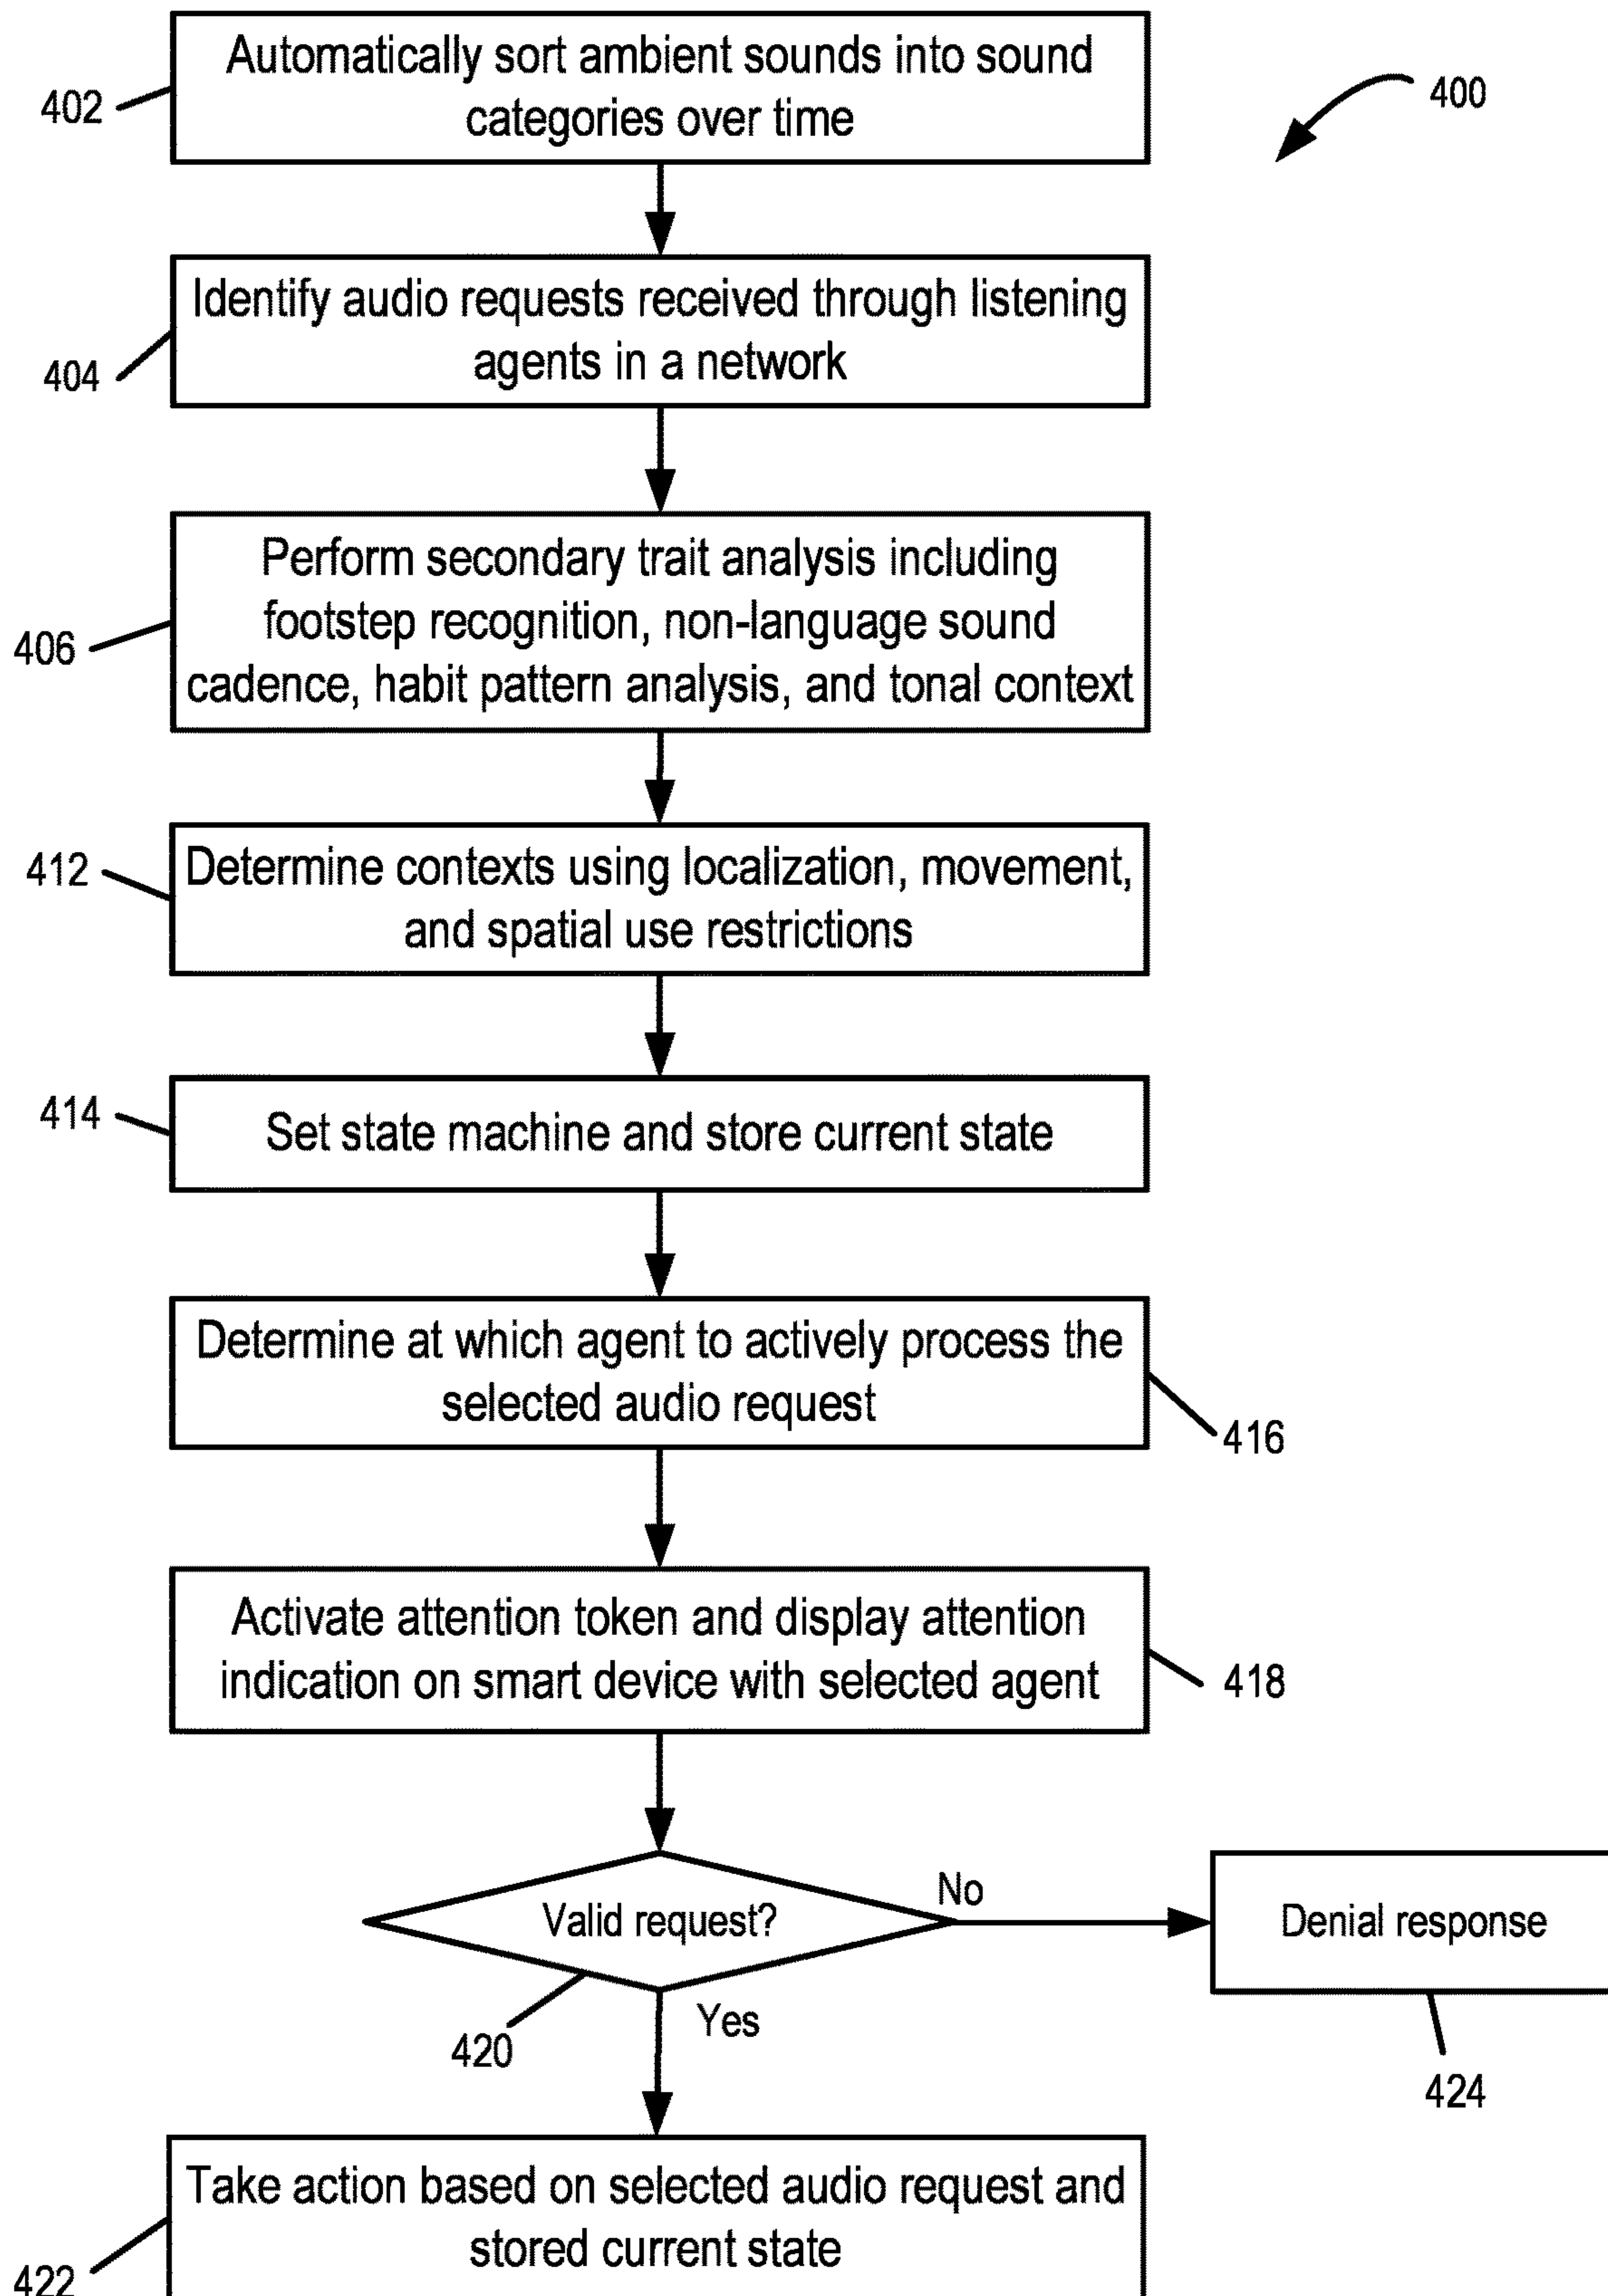 Automatically sort ambient sounds into sound
categories over time
402
400
Identify audio requests received through listening
agents in a network
404
Perform secondary trait analysis including
footstep recognition, non-language sound
cadence, habit pattern analysis, and tonal context
406
Determine contexts using localization, movement,
and spatial use restrictions
412
Set state machine and store current state
414
Determine at which agent to actively process the
selected audio request
416
Activate attention token and display attention
indication on smart device with selected agent
418
Valid request?
No
Denial response
Yes
420
424
Take action based on selected audio request and
stored current state
422